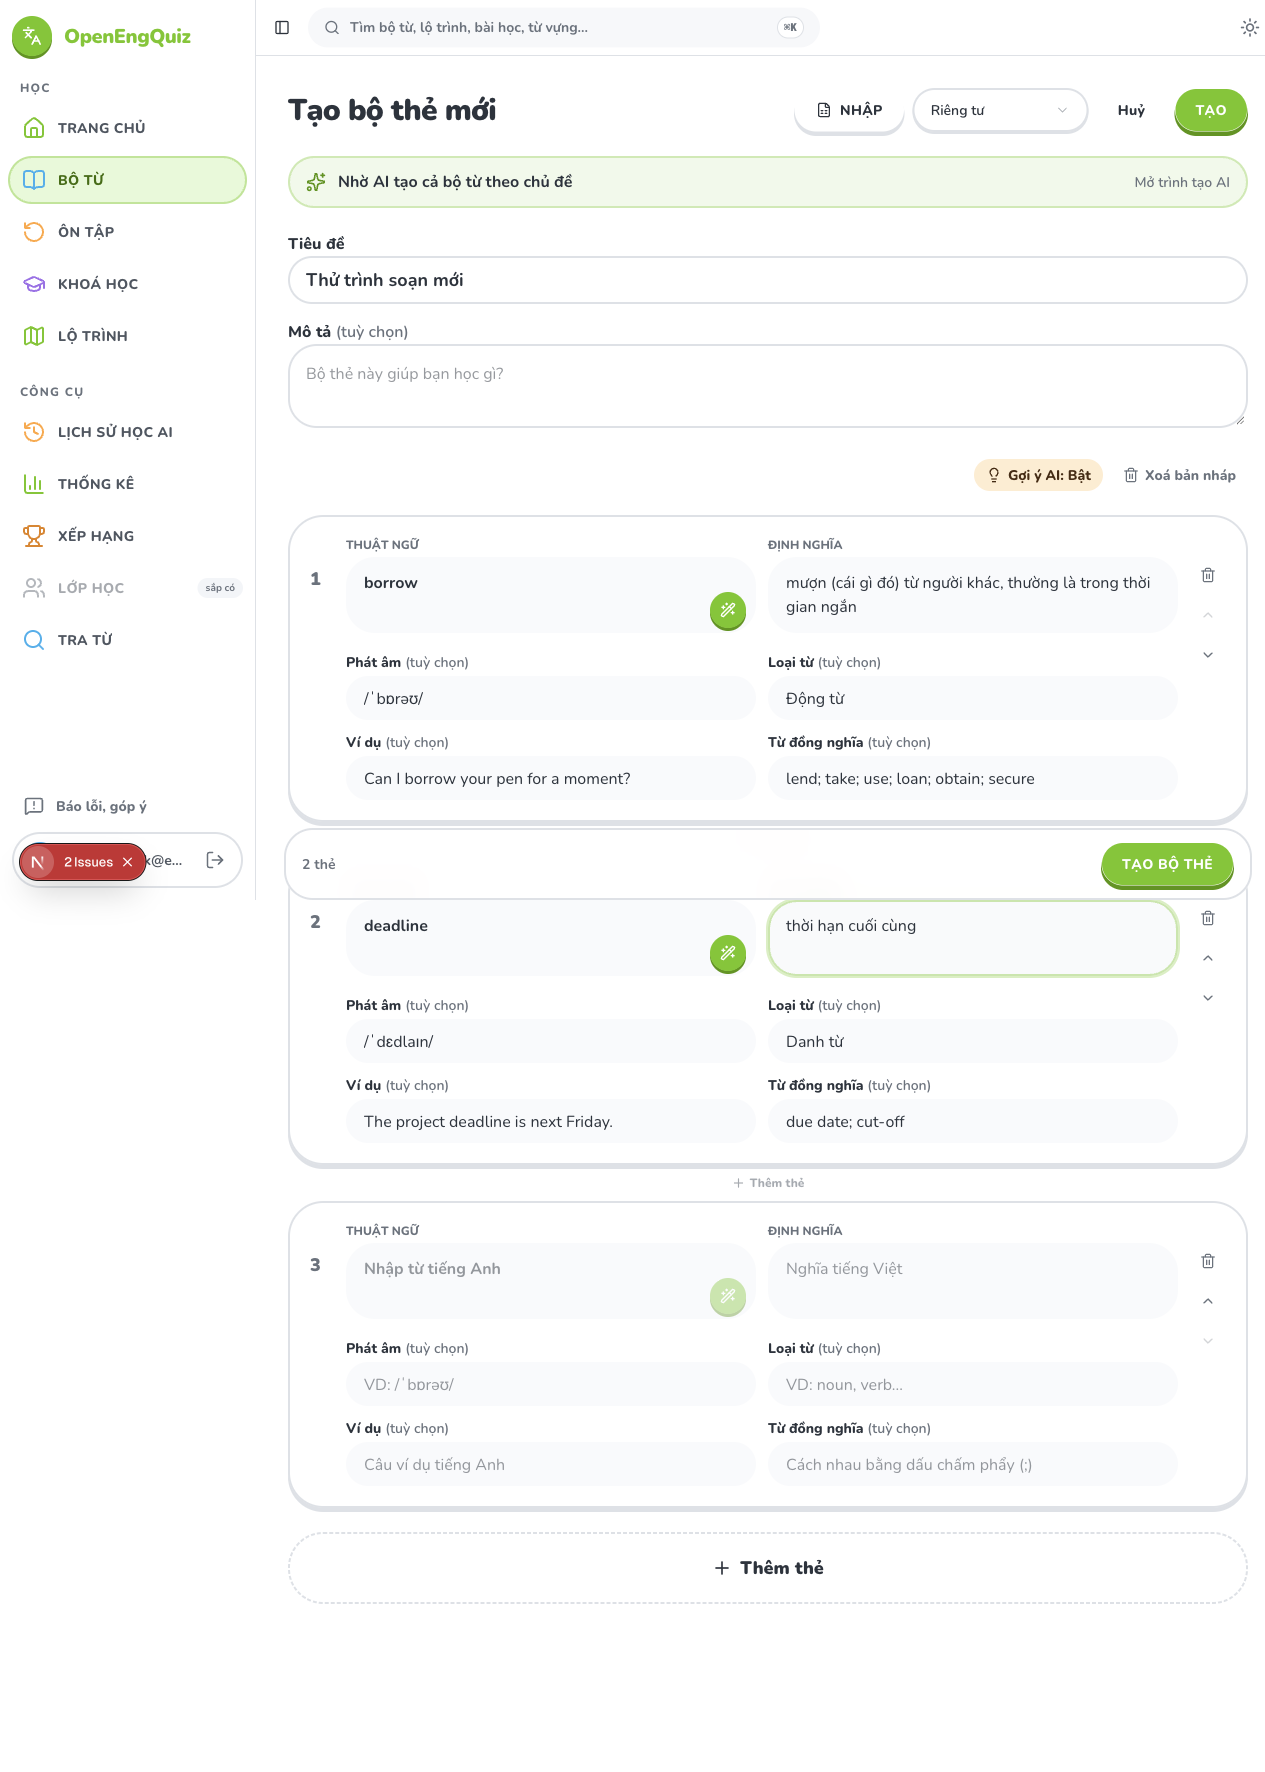 OpenEngQuiz
Tìm bộ từ, lộ trình, bài học, từ vựng...
⌘K
HỌC
TRANG CHỦ
BỘ TỪ
ÔN TẬP
KHOÁ HỌC
LỘ TRÌNH
CÔNG CỤ
LỊCH SỬ HỌC AI
THỐNG KÊ
XẾP HẠNG
LỚP HỌC
sắp có
TRA TỪ
Báo lỗi, góp ý
N
2 Issues
k@e...
Tạo bộ thẻ mới
NHẬP
Riêng tư
Huỷ
TẠO
Nhờ AI tạo cả bộ từ theo chủ đề
Mở trình tạo AI
Tiêu đề
Thử trình soạn mới
Mô tả (tuỳ chọn)
Bộ thẻ này giúp bạn học gì?
Gợi ý AI: Bật
Xoá bản nháp
1
THUẬT NGỮ
ĐỊNH NGHĨA
borrow
mượn (cái gì đó) từ người khác, thường là trong thời
gian ngắn
Phát âm (tuỳ chọn)
Loại từ (tuỳ chọn)
/ˈbɒrəʊ/
Động từ
Ví dụ (tuỳ chọn)
Từ đồng nghĩa (tuỳ chọn)
Can I borrow your pen for a moment?
lend; take; use; loan; obtain; secure
2 thẻ
TẠO BỘ THẺ
2
deadline
thời hạn cuối cùng
Phát âm (tuỳ chọn)
Loại từ (tuỳ chọn)
/ˈdɛdlaɪn/
Danh từ
Ví dụ (tuỳ chọn)
Từ đồng nghĩa (tuỳ chọn)
The project deadline is next Friday.
due date; cut-off
Thêm thẻ
3
THUẬT NGỮ
ĐỊNH NGHĨA
Nhập từ tiếng Anh
Nghĩa tiếng Việt
Phát âm (tuỳ chọn)
Loại từ (tuỳ chọn)
VD: /ˈbɒrəʊ/
VD: noun, verb...
Ví dụ (tuỳ chọn)
Từ đồng nghĩa (tuỳ chọn)
Câu ví dụ tiếng Anh
Cách nhau bằng dấu chấm phẩy (;)
Thêm thẻ